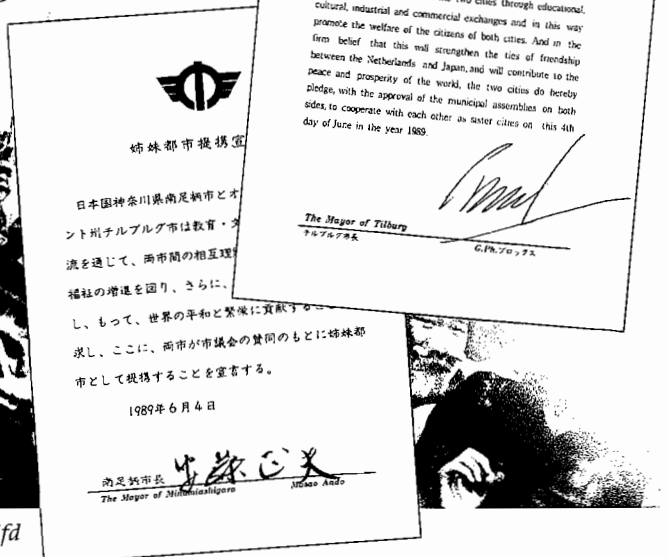 姉妹都市提携宣
日本国神奈川県南足柄市とオ
ント州チルブルグ市は教育・
流を通じて、両市間の相互理
福祉の増進を図り、さらに、
し、もって、世界の平和と繁栄に貢献する
求し、ここに、両市が市議会の賛同のもとに姉妹都
市として提携することを宣言する。
1989年6月4日
南足柄市長 安藤正夫
The Mayor of Minamiashigara Masao Ando
two cities through educational,
cultural, industrial and commercial exchanges and in this way
promote the welfare of the citizens of both cities. And in the
firm belief that this will strengthen the ties of friendship
between the Netherlands and Japan, and will contribute to the
peace and prosperity of the world, the two cities do hereby
pledge, with the approval of the municipal assemblies on both
sides, to cooperate with each other as sister cities on this 4th
day of June in the year 1989.
The Mayor of Tilburg
チルブルグ市長
G.Ph.ブロックス
fd